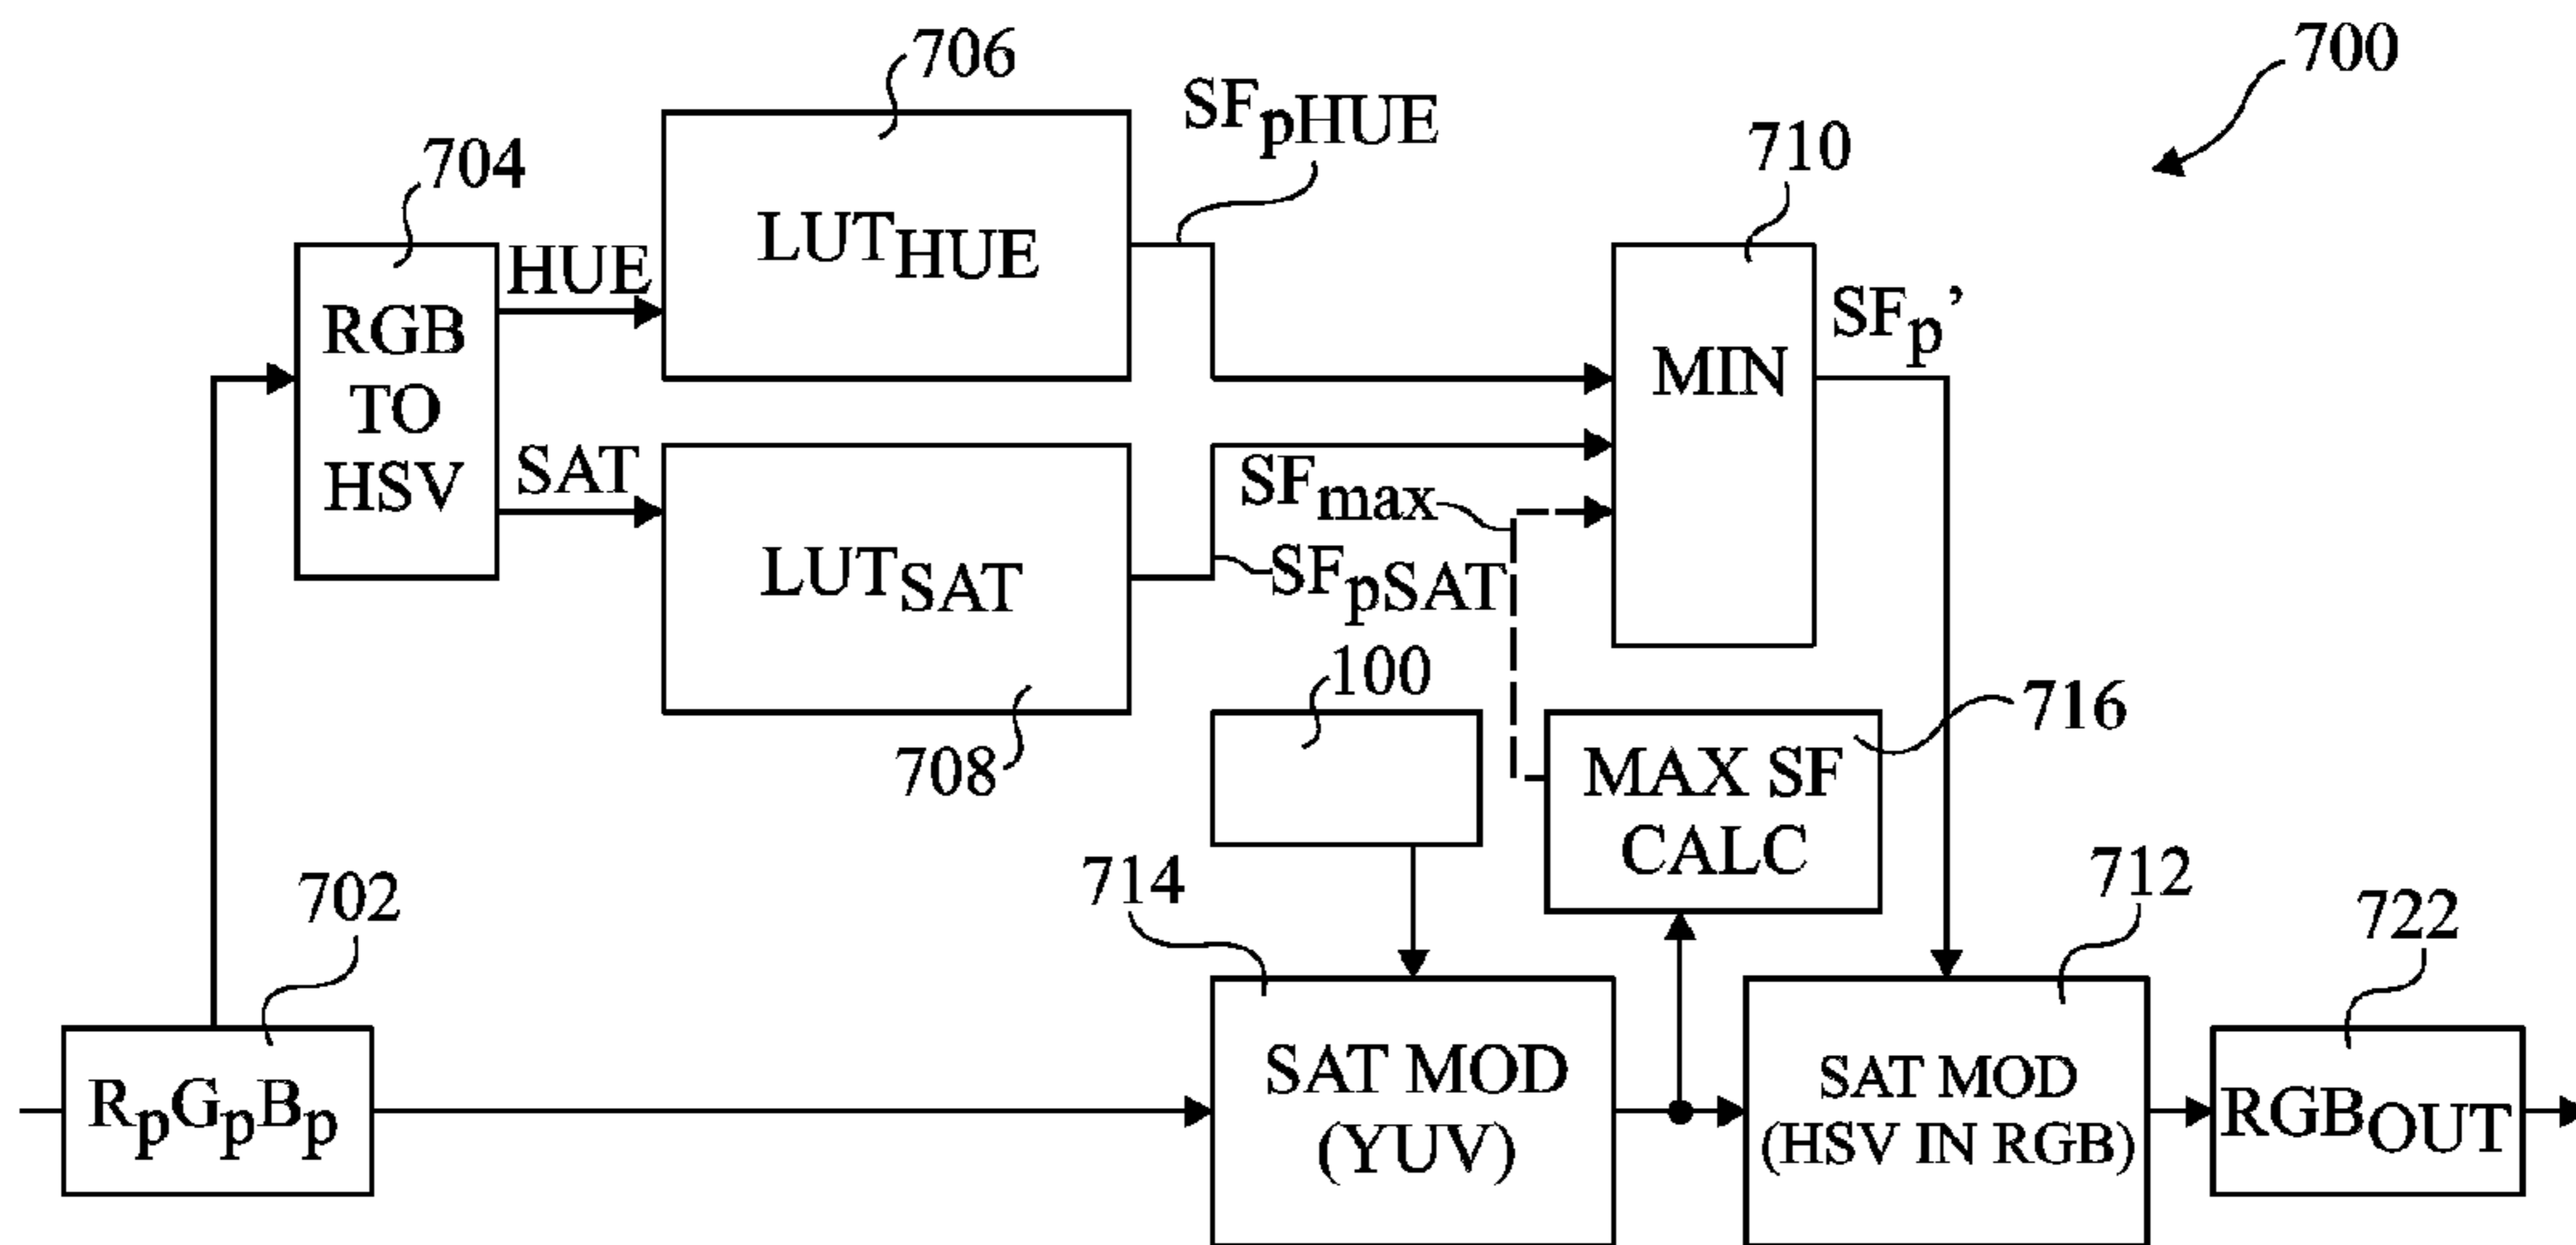 706
700
SFpHUE
704
710
LUTHUE
HUE
SFp’
RGB
TO
HSV
MIN
SAT
SFmax
LUTSAT
SFpSAT
100
716
708
MAX SF
CALC
714
712
702
722
SAT MOD
(YUV)
SAT MOD
(HSV IN RGB)
RpGpBp
RGBOUT